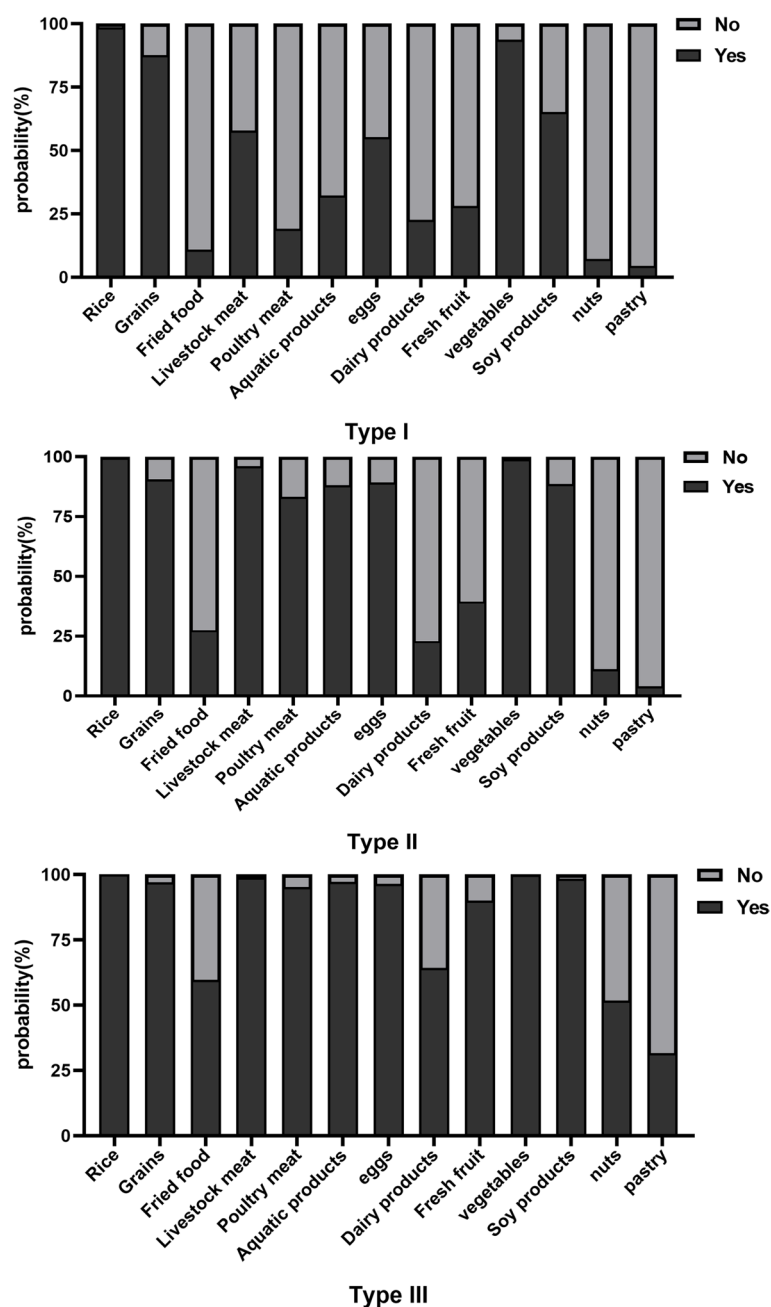 100
75
50
25
0
probability(%)
No
Yes
Rice
Grains
Fried food
Livestock meat
Poultry meat
Aquatic products
eggs
Dairy products
Fresh fruit
vegetables
Soy products
nuts
pastry
Type I
100
75
50
25
0
probability(%)
No
Yes
Rice
Grains
Fried food
Livestock meat
Poultry meat
Aquatic products
eggs
Dairy products
Fresh fruit
vegetables
Soy products
nuts
pastry
Type II
100
75
50
25
0
probability(%)
No
Yes
Rice
Grains
Fried food
Livestock meat
Poultry meat
Aquatic products
eggs
Dairy products
Fresh fruit
vegetables
Soy products
nuts
pastry
Type III